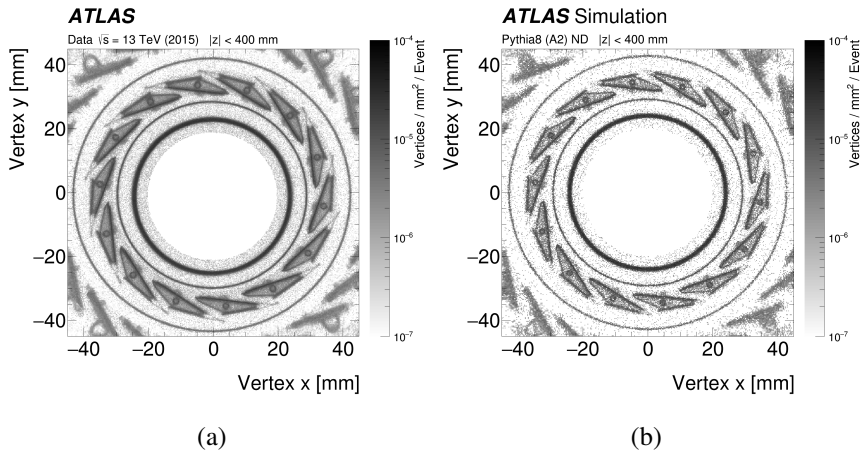 ATLAS
Data √s = 13 TeV (2015) |z| < 400 mm
Vertex y [mm]
40
20
0
−20
−40
−40 −20 0 20 40
Vertex x [mm]
10⁻⁴
10⁻⁵
10⁻⁶
10⁻⁷
Vertices / mm² / Event
(a)
ATLAS Simulation
Pythia8 (A2) ND |z| < 400 mm
Vertex y [mm]
40
20
0
−20
−40
−40 −20 0 20 40
Vertex x [mm]
10⁻⁴
10⁻⁵
10⁻⁶
10⁻⁷
Vertices / mm² / Event
(b)